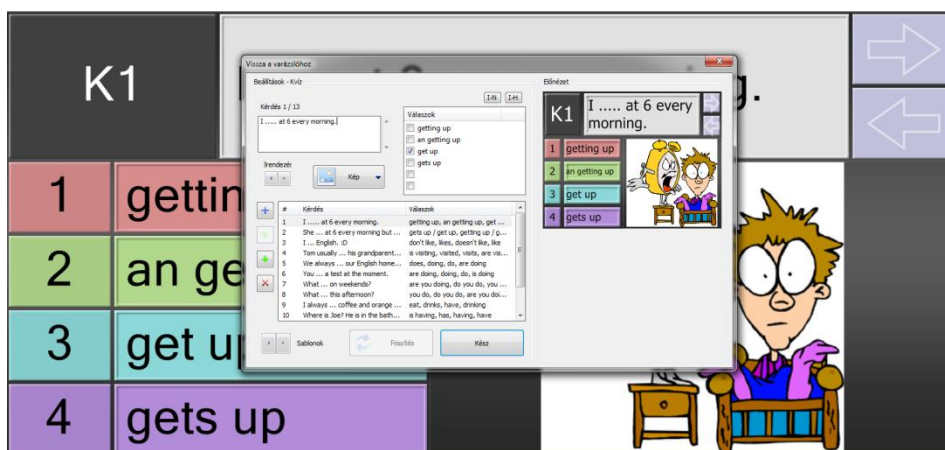 K1
g.
1 gettin
2 an ge
3 get up
4 gets up
Vissza a varázslóhoz
Beállítások - Kvíz
I-N I-H
Kérdés 1 / 13
I ..... at 6 every morning.
Válaszok
getting up
an getting up
get up
gets up
Kép
# Kérdés Válaszok
1 I ..... at 6 every morning. getting up, an getting up, get ...
2 She ... at 6 every morning but ... gets up / get up, getting up / g...
3 I ... English. :D don't like, likes, doesn't like, like
4 Tom usually ... his grandparent... is visiting, visited, visits, are vis...
5 We always ... our English home... does, doing, do, are doing
6 You ... a test at the moment. are doing, doing, do, is doing
7 What ... on weekends? are you doing, do you do, you ...
8 What ... this afternoon? you do, do you do, are you doi...
9 I always ... coffee and orange ... eat, drinks, have, drinking
10 Where is Joe? He is in the bath... is having, has, having, have
Sablonok
Frissítés
Kész
Előnézet
K1
I ..... at 6 every
morning.
1 getting up
2 an getting up
3 get up
4 gets up